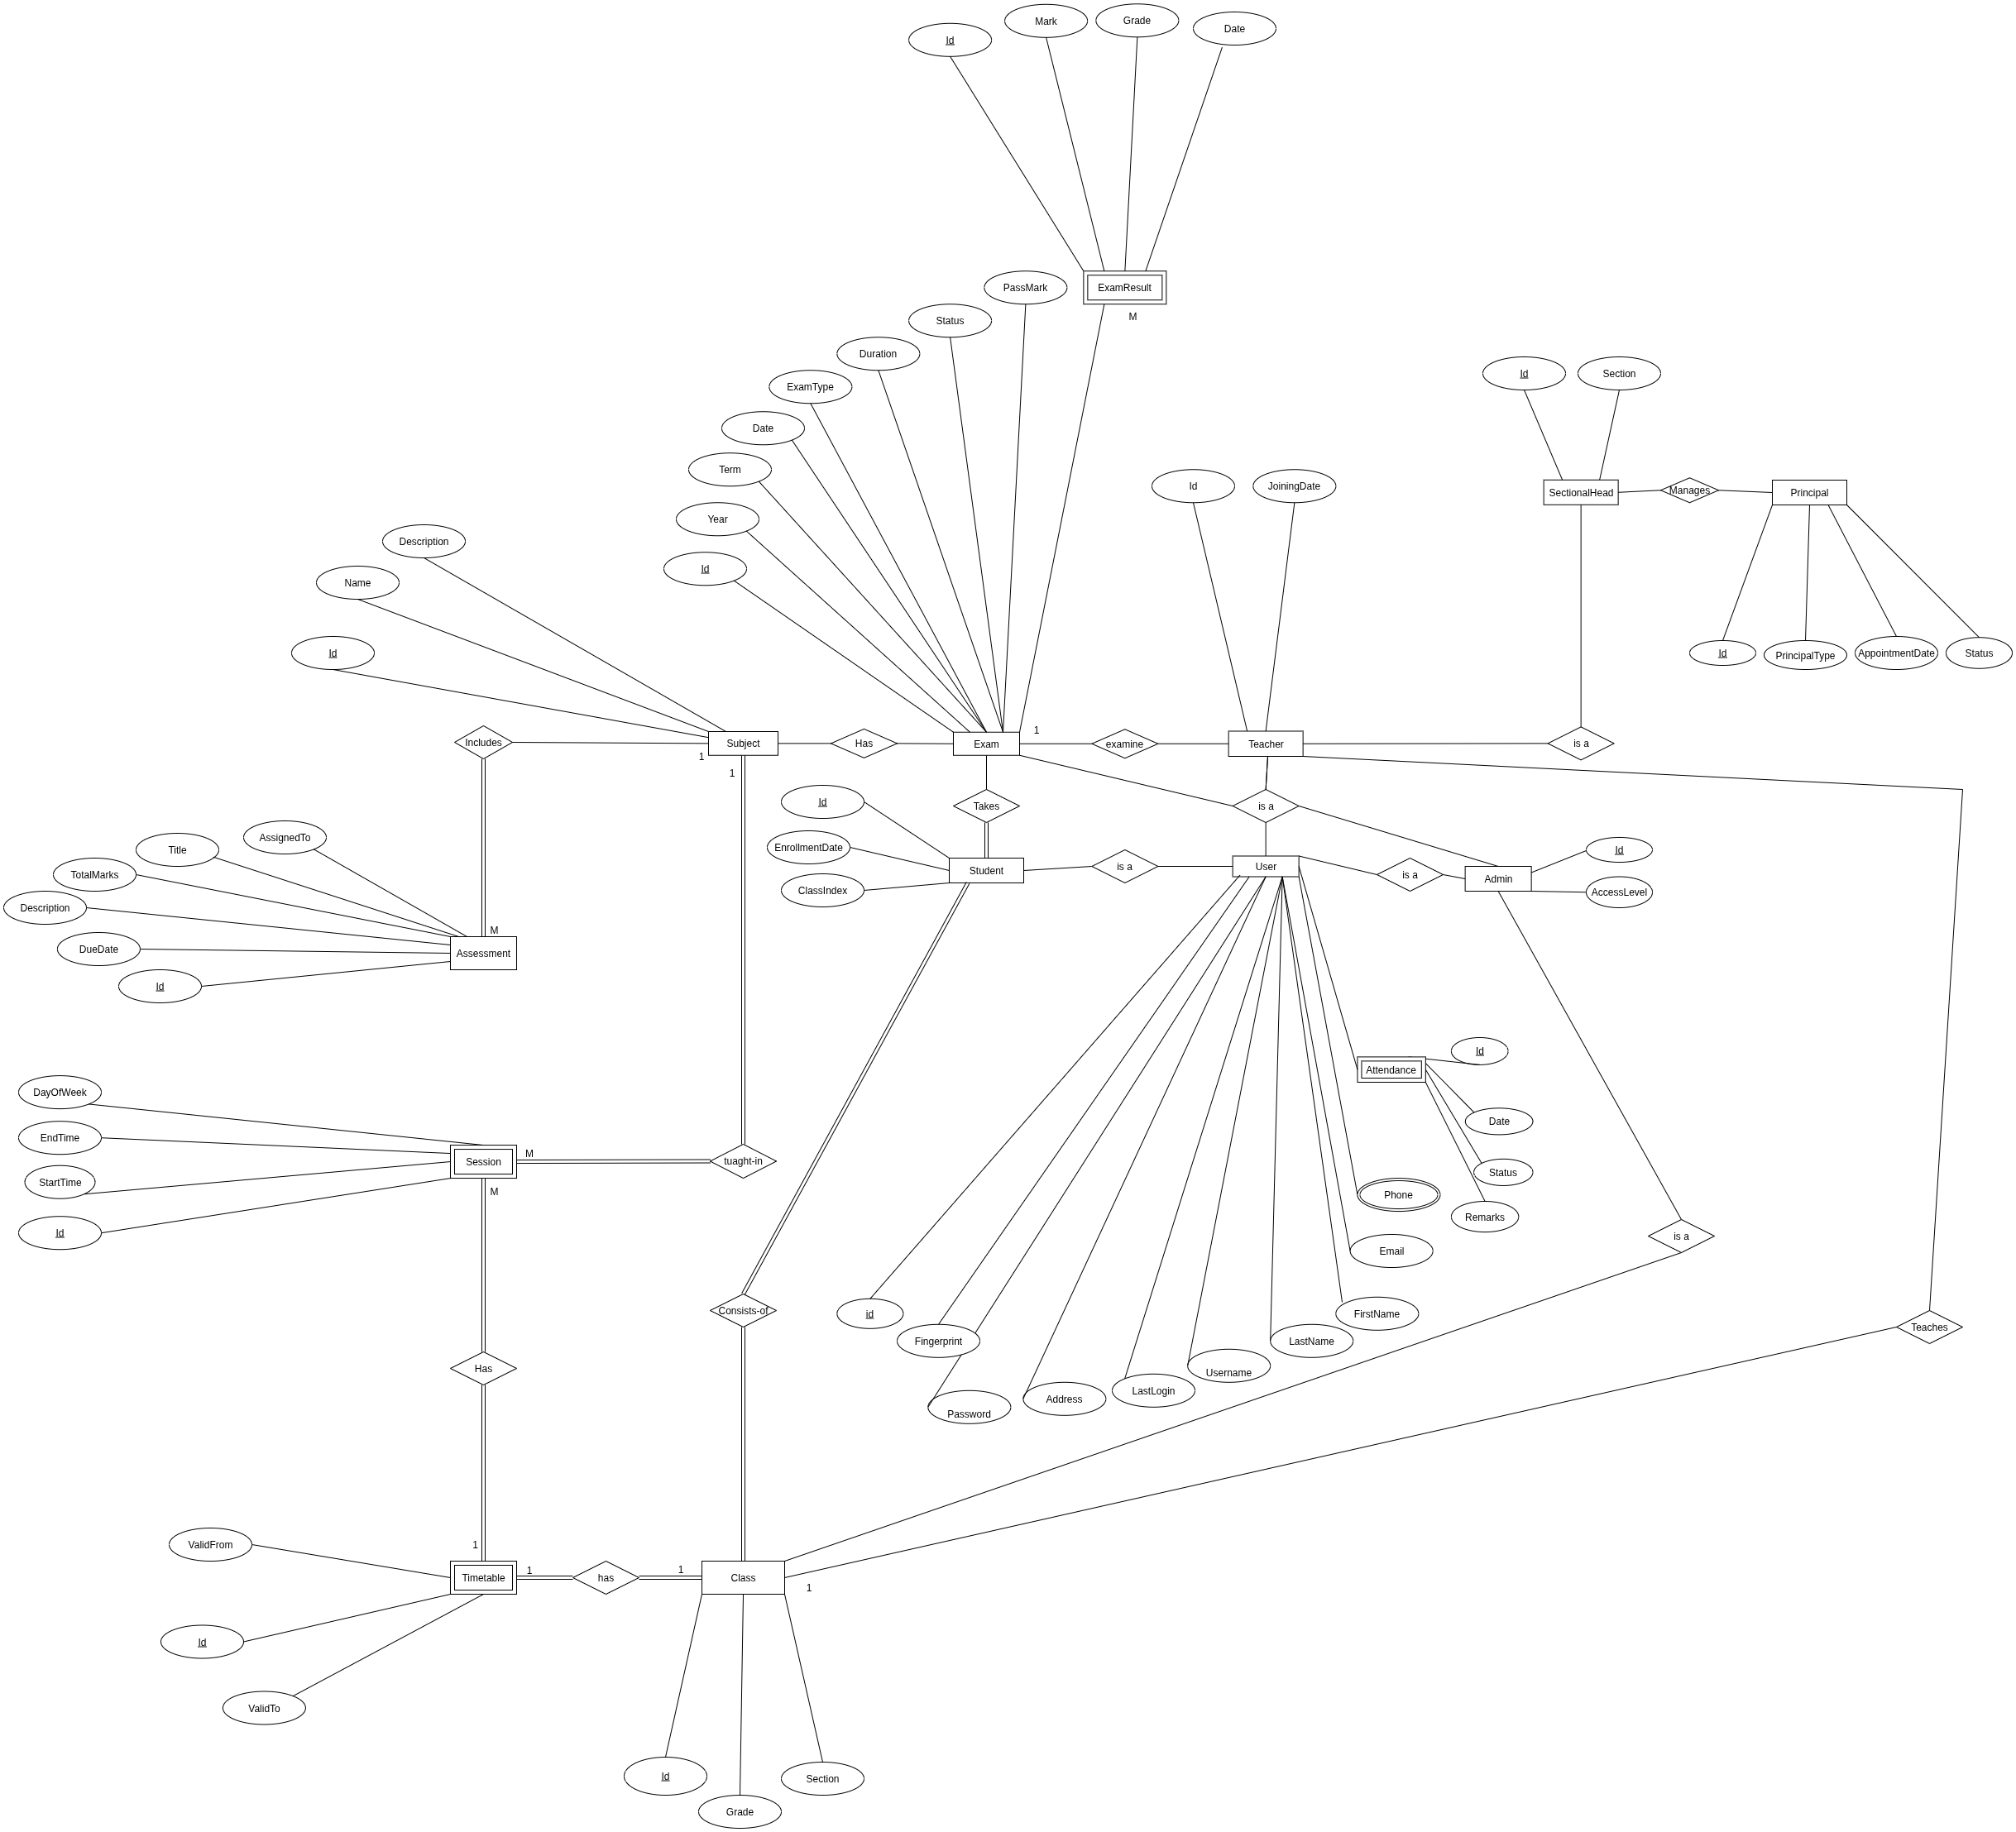 Id
Mark
Grade
Date
ExamResult
M
PassMark
Status
Duration
ExamType
Date
Term
Year
Id
Id
Section
SectionalHead
Manages
Principal
Id
JoiningDate
Description
Name
Id
Id
PrincipalType
AppointmentDate
Status
Includes
1
Subject
1
Has
Exam
1
examine
Teacher
is a
Id
EnrollmentDate
ClassIndex
Takes
Student
is a
is a
User
is a
Admin
Id
AccessLevel
AssignedTo
Title
TotalMarks
Description
DueDate
Id
M
Assessment
Attendance
Id
Date
Status
Remarks
DayOfWeek
EndTime
StartTime
Id
Session
M
M
tuaght-in
Phone
Email
FirstName
LastName
Username
LastLogin
Address
Password
Fingerprint
id
is a
Consists-of
Teaches
Has
1
ValidFrom
Timetable
1
has
1
Class
1
Id
ValidTo
Id
Grade
Section